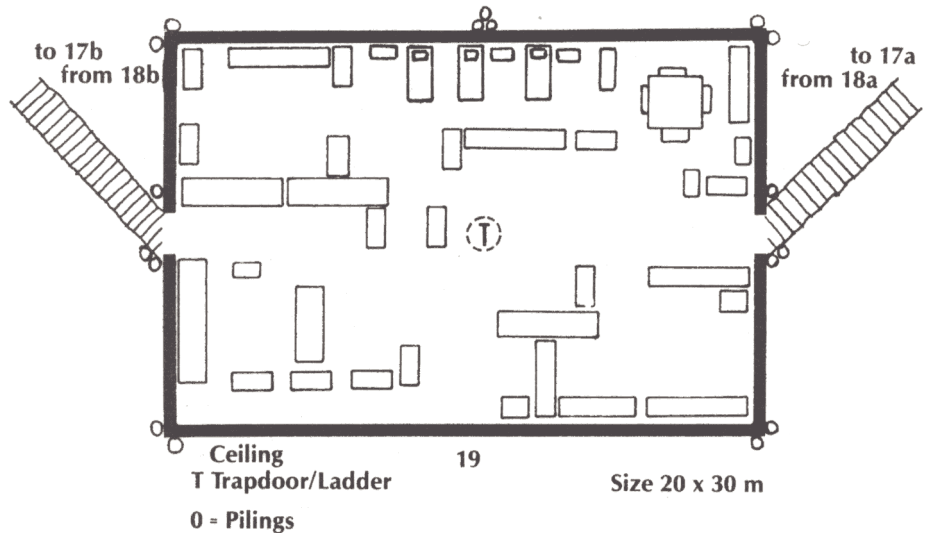 to 17b
from 18b
to 17a
from 18a
T
Ceiling
19
T Trapdoor/Ladder
Size 20 x 30 m
0 = Pilings